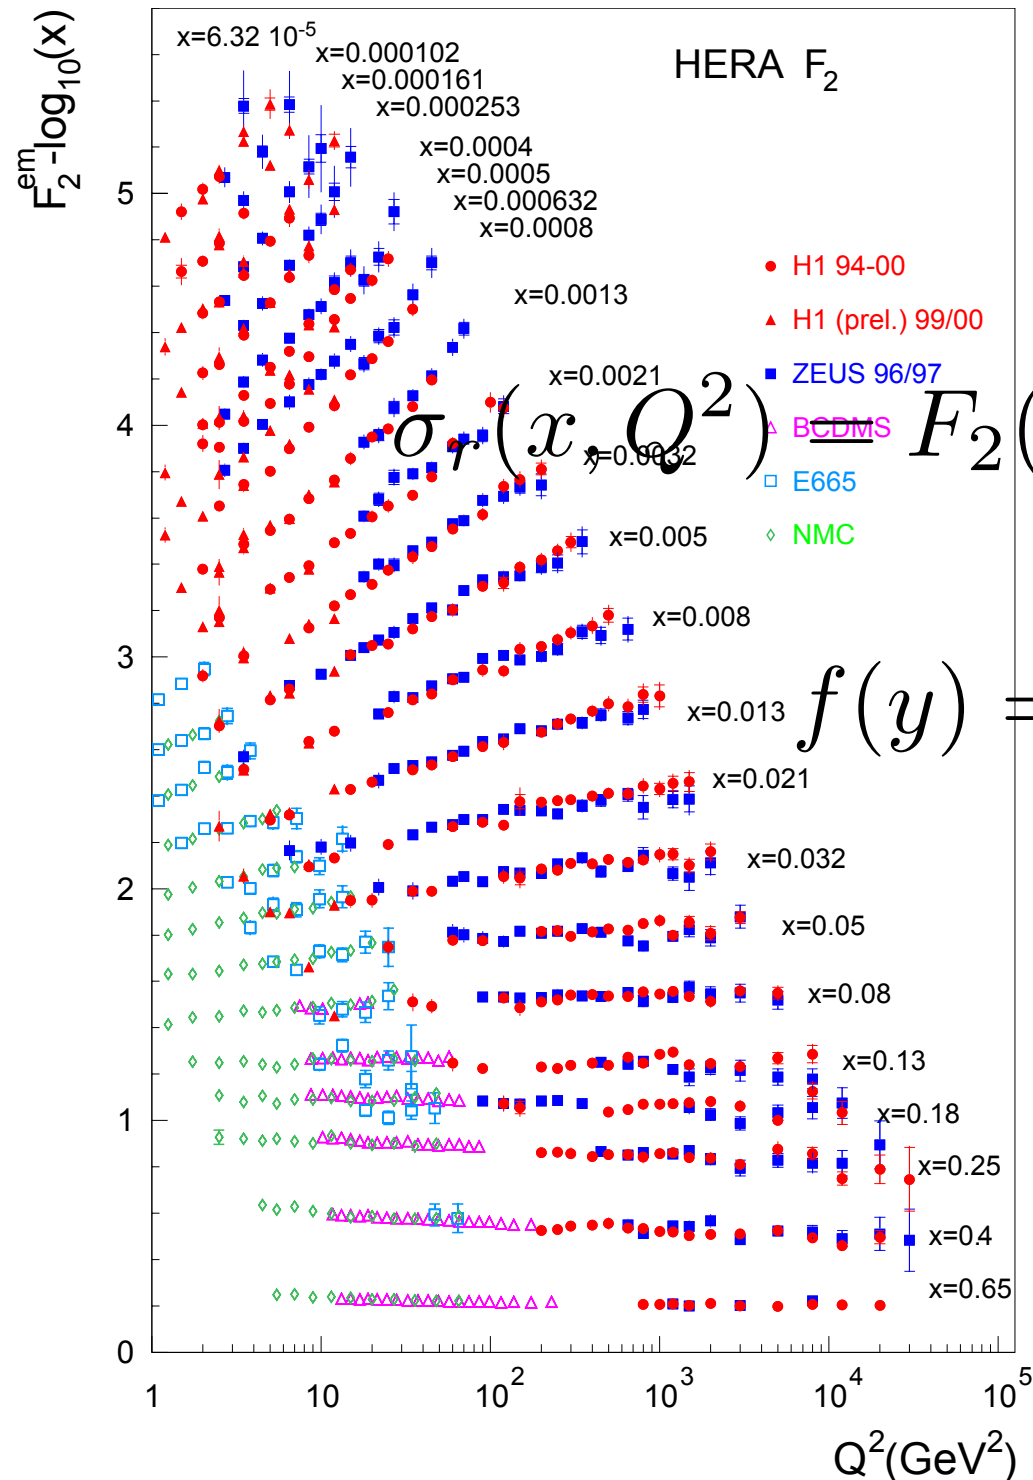 F₂ᵉᵐ-log₁₀(x)
HERA F₂
x=6.32 10⁻⁵
x=0.000102
x=0.000161
x=0.000253
x=0.0004
x=0.0005
x=0.000632
x=0.0008
x=0.0013
x=0.0021
x=0.0032
x=0.005
x=0.008
x=0.013
x=0.021
x=0.032
x=0.05
x=0.08
x=0.13
x=0.18
x=0.25
x=0.4
x=0.65
H1 94-00
H1 (prel.) 99/00
ZEUS 96/97
BCDMS
E665
NMC
σᵣ(x, Q²) = F₂(
f(y) =
5
4
3
2
1
0
1 10 10² 10³ 10⁴ 10⁵
Q²(GeV²)